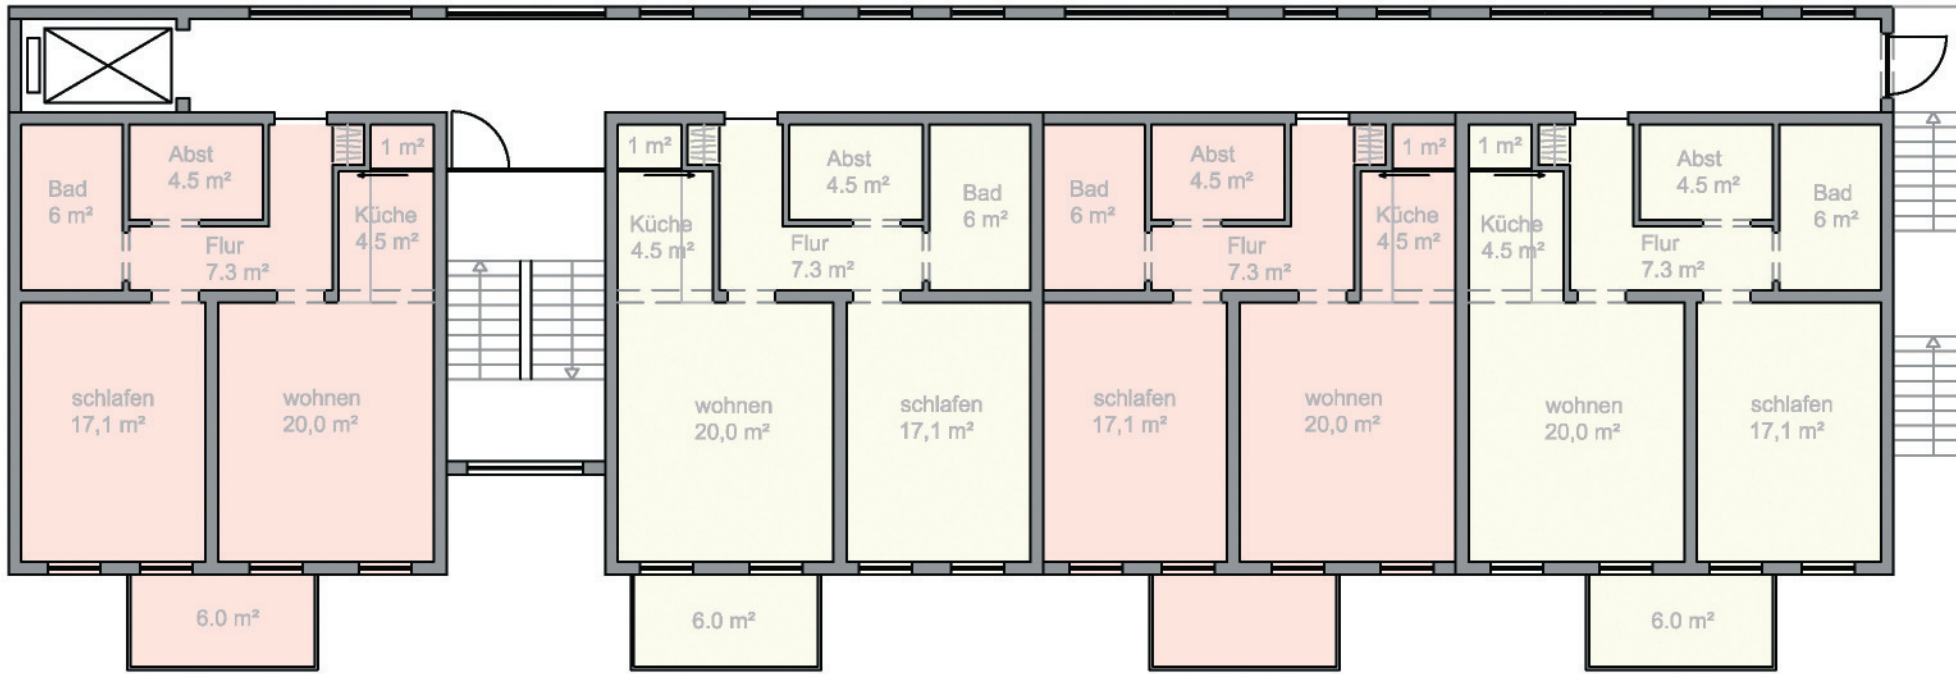 Bad
6 m²
Abst
4.5 m²
1 m²
Küche
4.5 m²
Flur
7.3 m²
schlafen
17,1 m²
wohnen
20,0 m²
6.0 m²
1 m²
Küche
4.5 m²
Abst
4.5 m²
Bad
6 m²
Flur
7.3 m²
wohnen
20,0 m²
schlafen
17,1 m²
6.0 m²
Bad
6 m²
Abst
4.5 m²
1 m²
Küche
4.5 m²
Flur
7.3 m²
schlafen
17,1 m²
wohnen
20,0 m²
1 m²
Küche
4.5 m²
Abst
4.5 m²
Bad
6 m²
Flur
7.3 m²
wohnen
20,0 m²
schlafen
17,1 m²
6.0 m²